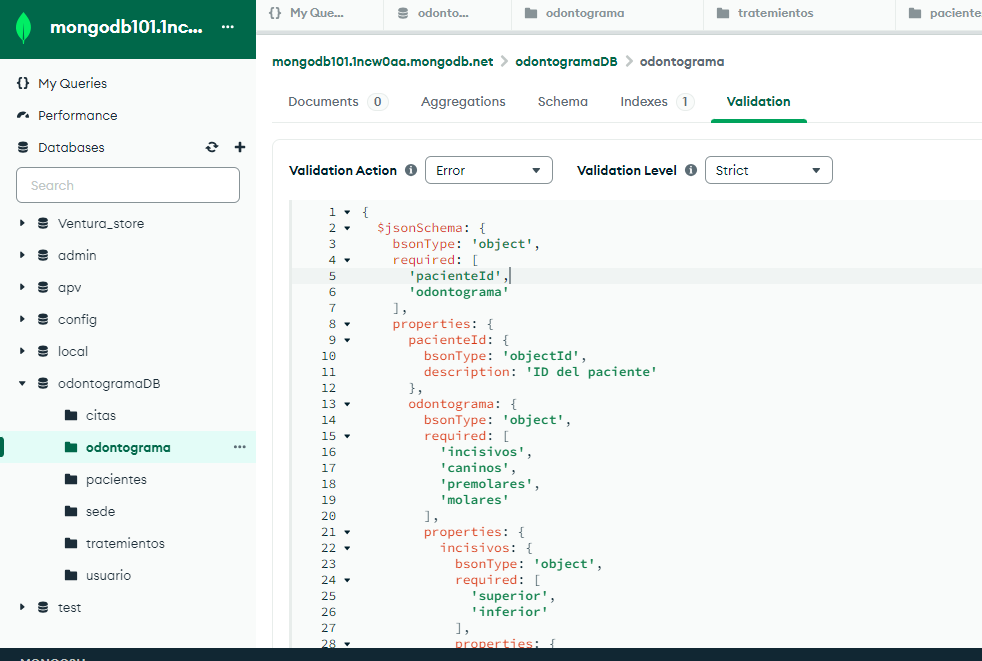 mongodb101.1nc... ...
{} My Que... odonto... odontograma tratemientos paciente
mongodb101.1ncw0aa.mongodb.net > odontogramaDB > odontograma
{} My Queries
Performance
Databases
Search
Ventura_store
admin
apv
config
local
odontogramaDB
citas
odontograma ...
pacientes
sede
tratemientos
usuario
test
Documents 0 Aggregations Schema Indexes 1 Validation
Validation Action Error Validation Level Strict
1 {
2 $jsonSchema: {
3 bsonType: 'object',
4 required: [
5 'pacienteId',
6 'odontograma'
7 ],
8 properties: {
9 pacienteId: {
10 bsonType: 'objectId',
11 description: 'ID del paciente'
12 },
13 odontograma: {
14 bsonType: 'object',
15 required: [
16 'incisivos',
17 'caninos',
18 'premolares',
19 'molares'
20 ],
21 properties: {
22 incisivos: {
23 bsonType: 'object',
24 required: [
25 'superior',
26 'inferior'
27 ],
28 properties: {
MONGOSH